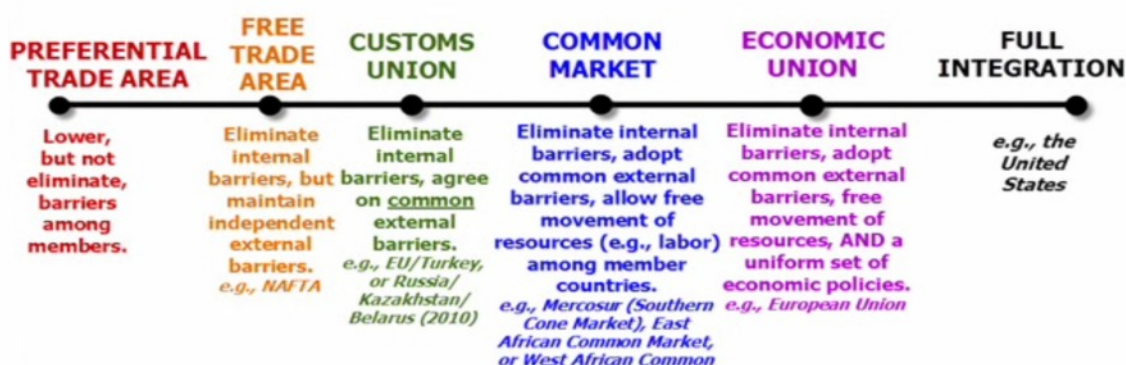 PREFERENTIAL
TRADE AREA
FREE
TRADE
AREA
CUSTOMS
UNION
COMMON
MARKET
ECONOMIC
UNION
FULL
INTEGRATION
Lower,
but not
eliminate,
barriers
among
members.
Eliminate
internal
barriers, but
maintain
independent
external
barriers.
e.g., NAFTA
Eliminate
internal
barriers, agree
on common
external
barriers.
e.g., EU/Turkey,
or Russia/
Kazakhstan/
Belarus (2010)
Eliminate internal
barriers, adopt
common external
barriers, allow free
movement of
resources (e.g., labor)
among member
countries.
e.g., Mercosur (Southern
Cone Market), East
African Common Market,
or West African Common
Eliminate internal
barriers, adopt
common external
barriers, free
movement of
resources, AND a
uniform set of
economic policies.
e.g., European Union
e.g., the
United
States